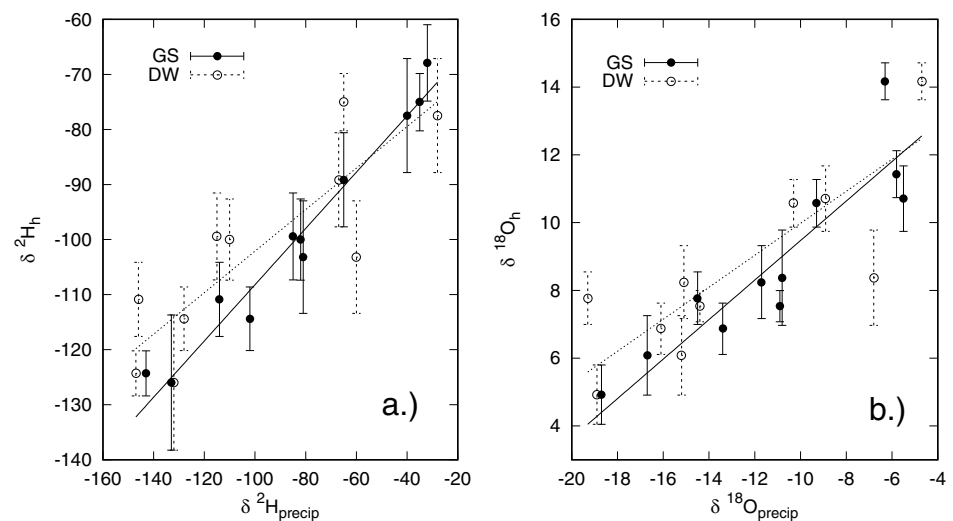 -60
-70
-80
-90
-100
-110
-120
-130
-140
δ ²H_h
GS
DW
a.)
-160 -140 -120 -100 -80 -60 -40 -20
δ ²H_precip
16
14
12
10
8
6
4
δ ¹⁸O_h
GS
DW
b.)
-20 -18 -16 -14 -12 -10 -8 -6 -4
δ ¹⁸O_precip